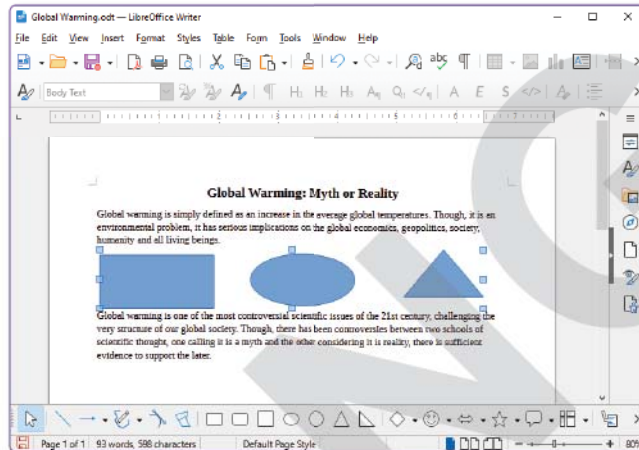 Global Warming.odt — LibreOffice Writer
File Edit View Insert Format Styles Table Form Tools Window Help
Body Text
Global Warming: Myth or Reality
Global warming is simply defined as an increase in the average global temperatures. Though, it is an
environmental problem, it has serious implications on the global economics, geopolitics, society,
humanity and all living beings.
Global warming is one of the most controversial scientific issues of the 21st century, challenging the
very structure of our global society. Though, there has been controversies between two schools of
scientific thought, one calling it is a myth and the other considering it is reality, there is sufficient
evidence to support the later.
Page 1 of 1 93 words, 598 characters Default Page Style 80%